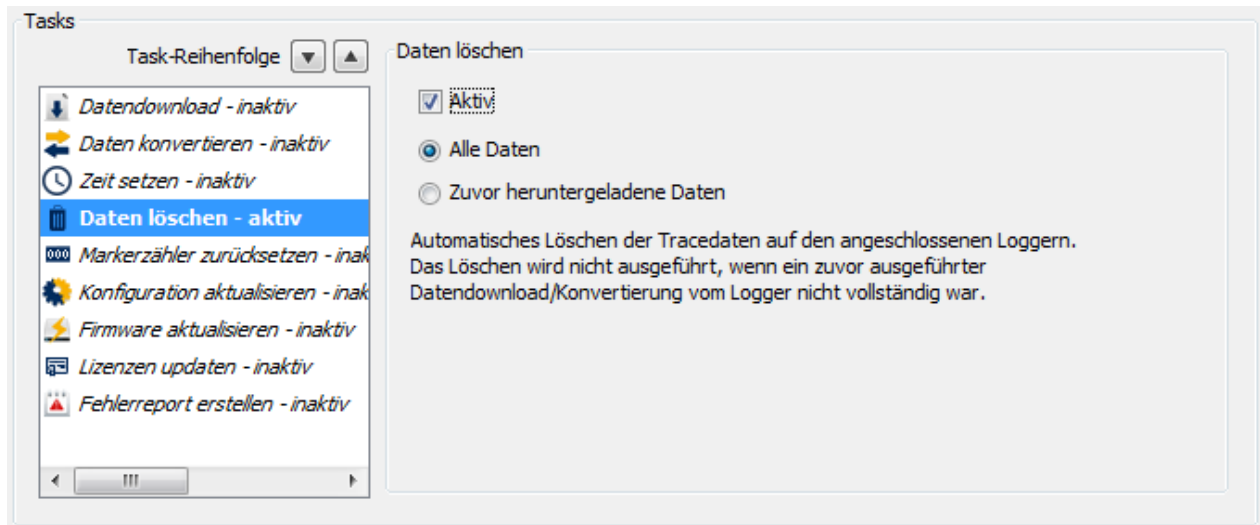 Tasks
Task-Reihenfolge
Datendownload - inaktiv
Daten konvertieren - inaktiv
Zeit setzen - inaktiv
Daten löschen - aktiv
Markerzähler zurücksetzen - inak
Konfiguration aktualisieren - inak
Firmware aktualisieren - inaktiv
Lizenzen updaten - inaktiv
Fehlerreport erstellen - inaktiv
Daten löschen
Aktiv
Alle Daten
Zuvor heruntergeladene Daten
Automatisches Löschen der Tracedaten auf den angeschlossenen Loggern.
Das Löschen wird nicht ausgeführt, wenn ein zuvor ausgeführter
Datendownload/Konvertierung vom Logger nicht vollständig war.